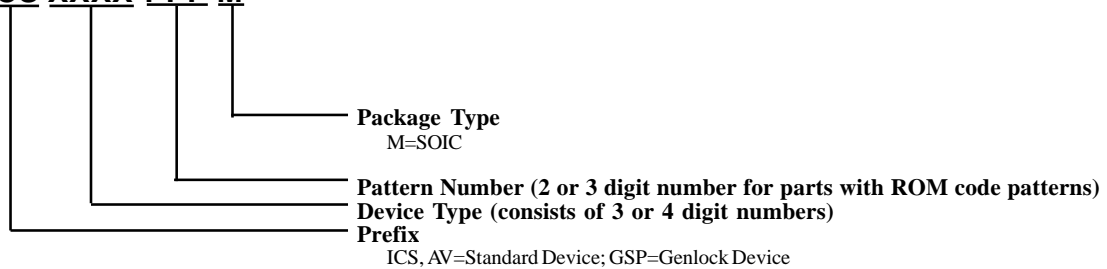 Package Type
M=SOIC
Pattern Number (2 or 3 digit number for parts with ROM code patterns)
Device Type (consists of 3 or 4 digit numbers)
Prefix
ICS, AV=Standard Device; GSP=Genlock Device